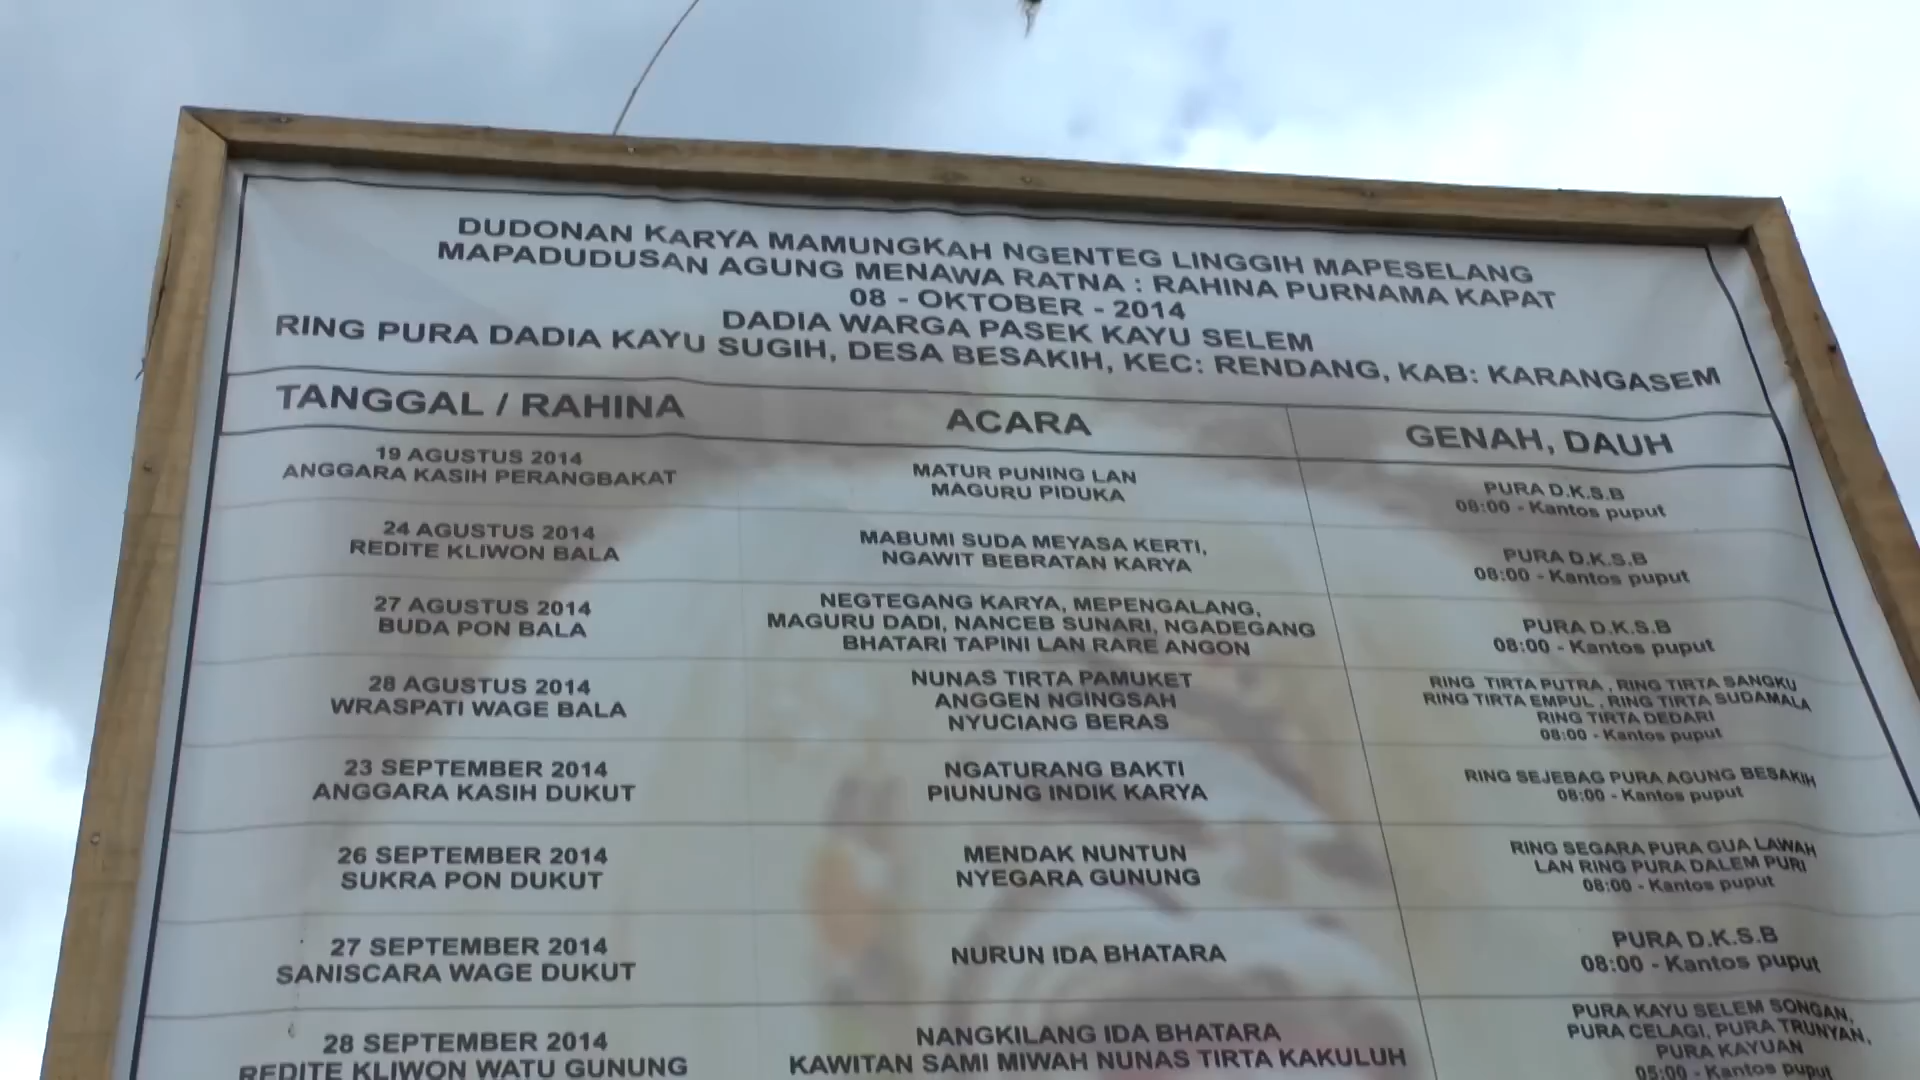 DUDONAN KARYA MAMUNGKAH NGENTEG LINGGIH MAPESELANG
MAPADUDUSAN AGUNG MENAWA RATNA : RAHINA PURNAMA KAPAT
08 - OKTOBER - 2014
DADIA WARGA PASEK KAYU SELEM
RING PURA DADIA KAYU SUGIH, DESA BESAKIH, KEC: RENDANG, KAB: KARANGASEM
TANGGAL / RAHINA
ACARA
GENAH, DAUH
19 AGUSTUS 2014
ANGGARA KASIH PERANGBAKAT
MATUR PUNING LAN
MAGURU PIDUKA
PURA D.K.S.B
08:00 - Kantos puput
24 AGUSTUS 2014
REDITE KLIWON BALA
MABUMI SUDA MEYASA KERTI,
NGAWIT BEBRATAN KARYA
PURA D.K.S.B
08:00 - Kantos puput
27 AGUSTUS 2014
BUDA PON BALA
NEGTEGANG KARYA, MEPENGALANG,
MAGURU DADI, NANCEB SUNARI, NGADEGANG
BHATARI TAPINI LAN RARE ANGON
PURA D.K.S.B
08:00 - Kantos puput
28 AGUSTUS 2014
WRASPATI WAGE BALA
NUNAS TIRTA PAMUKET
ANGGEN NGINGSAH
NYUCIANG BERAS
RING TIRTA PUTRA , RING TIRTA SANGKU
RING TIRTA EMPUL , RING TIRTA SUDAMALA
RING TIRTA DEDARI
08:00 - Kantos puput
23 SEPTEMBER 2014
ANGGARA KASIH DUKUT
NGATURANG BAKTI
PIUNUNG INDIK KARYA
RING SEJEBAG PURA AGUNG BESAKIH
08:00 - Kantos puput
26 SEPTEMBER 2014
SUKRA PON DUKUT
MENDAK NUNTUN
NYEGARA GUNUNG
RING SEGARA PURA GUA LAWAH
LAN RING PURA DALEM PURI
08:00 - Kantos puput
27 SEPTEMBER 2014
SANISCARA WAGE DUKUT
NURUN IDA BHATARA
PURA D.K.S.B
08:00 - Kantos puput
28 SEPTEMBER 2014
REDITE KLIWON WATU GUNUNG
NANGKILANG IDA BHATARA
KAWITAN SAMI MIWAH NUNAS TIRTA KAKULUH
PURA KAYU SELEM SONGAN,
PURA CELAGI, PURA TRUNYAN,
PURA KAYUAN
05:00 - Kantos puput